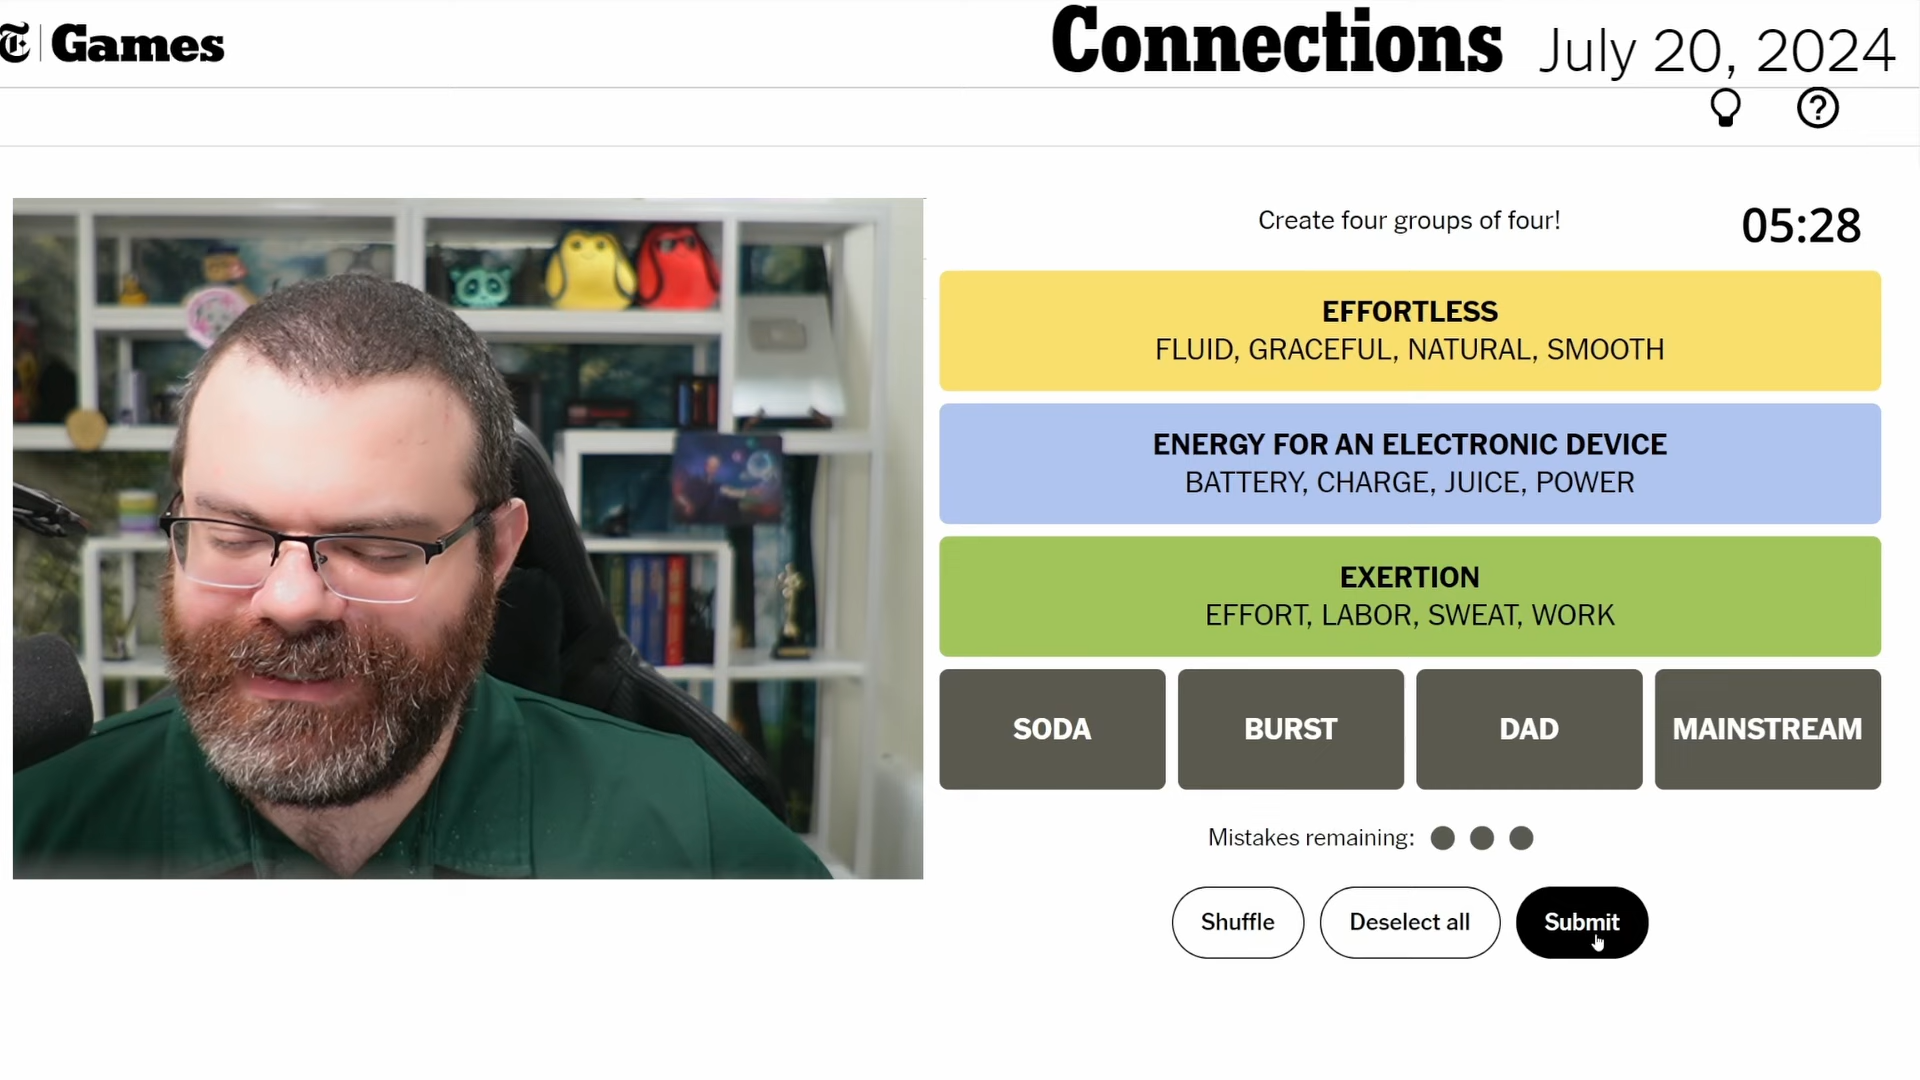 Games
Connections July 20, 2024
?
Create four groups of four!
05:28
EFFORTLESS
FLUID, GRACEFUL, NATURAL, SMOOTH
ENERGY FOR AN ELECTRONIC DEVICE
BATTERY, CHARGE, JUICE, POWER
EXERTION
EFFORT, LABOR, SWEAT, WORK
SODA BURST DAD MAINSTREAM
Mistakes remaining:
Shuffle Deselect all Submit